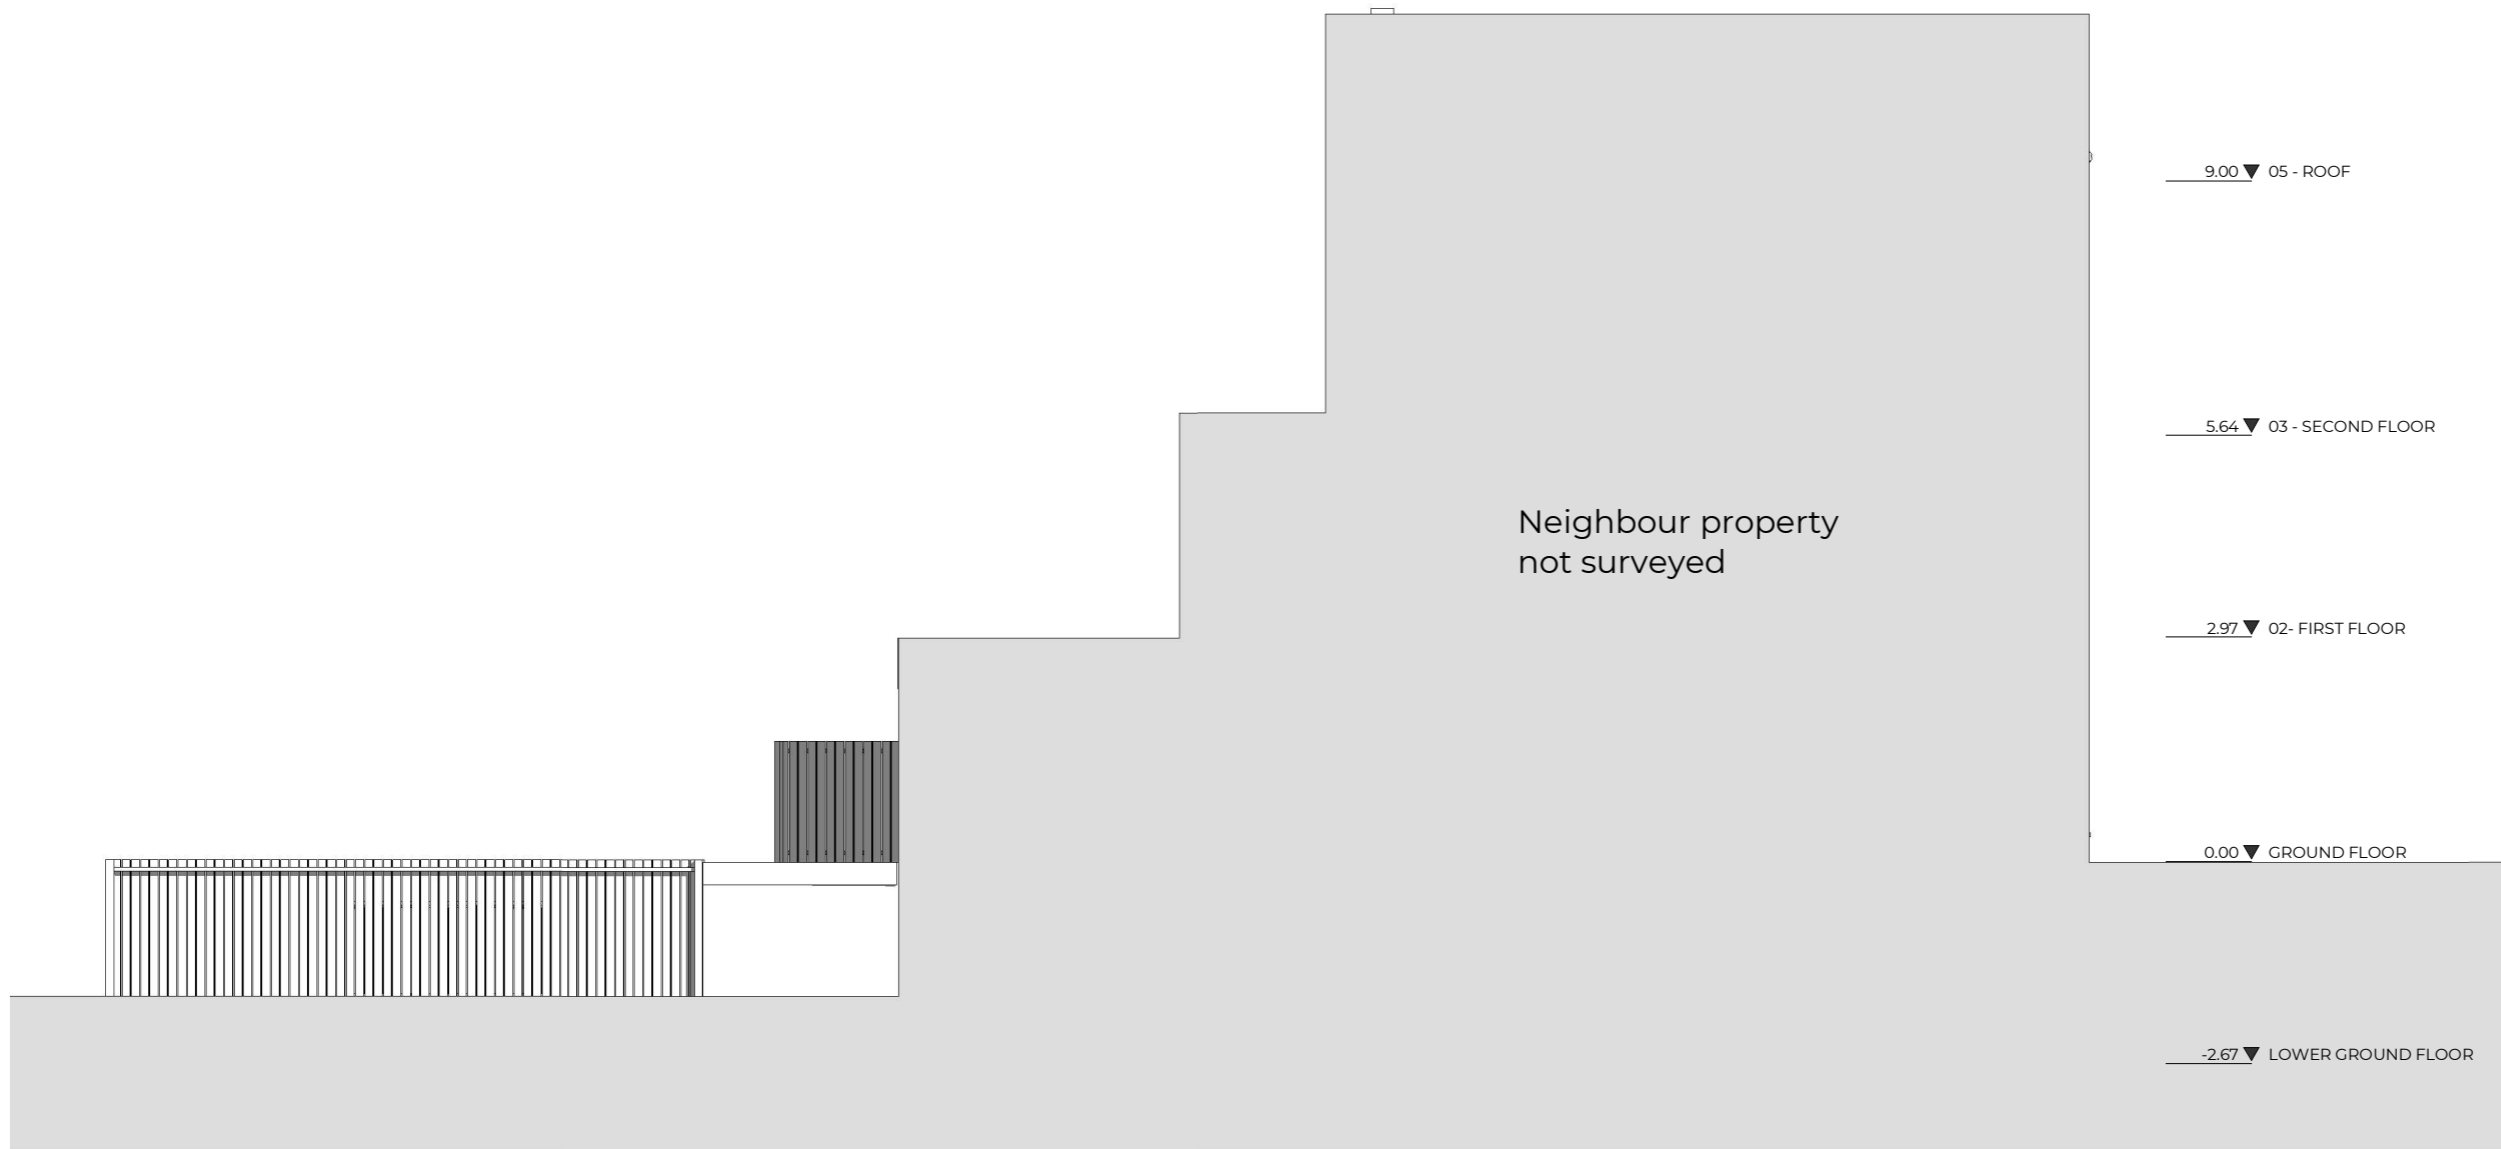 9.00 05 - ROOF
5.64 03 - SECOND FLOOR
Neighbour property
not surveyed
2.97 02- FIRST FLOOR
0.00 GROUND FLOOR
-2.67 LOWER GROUND FLOOR